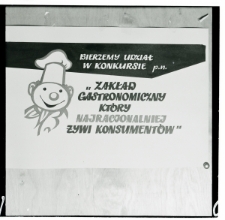 BIERZEMY UDZIAŁ
W KONKURSIE p.n.
„ZAKŁAD
GASTRONOMICZNY
KTÓRY
NAJRACJONALNIEJ
ŻYWI KONSUMENTÓW"